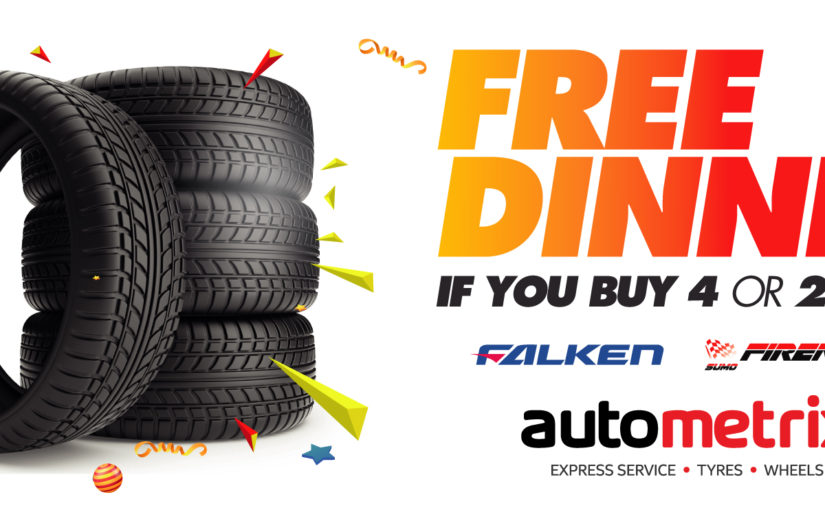 FREE
DINN
IF YOU BUY 4 OR 2
FALKEN
SUMO FIREN
autometrix
EXPRESS SERVICE • TYRES • WHEELS